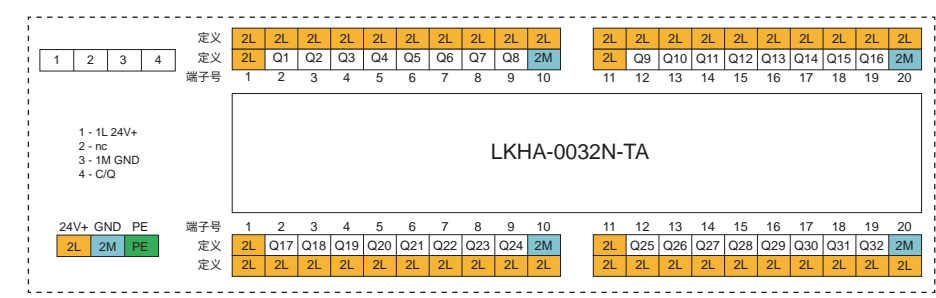 定义 2L 2L 2L 2L 2L 2L 2L 2L 2L 2L 2L 2L 2L 2L 2L 2L 2L 2L 2L 2L
1 2 3 4 定义 2L Q1 Q2 Q3 Q4 Q5 Q6 Q7 Q8 2M 2L Q9 Q10 Q11 Q12 Q13 Q14 Q15 Q16 2M
端子号 1 2 3 4 5 6 7 8 9 10 11 12 13 14 15 16 17 18 19 20
1 - 1L 24V+
2 - nc
3 - 1M GND
4 - C/Q
LKHA-0032N-TA
24V+ GND PE 端子号 1 2 3 4 5 6 7 8 9 10 11 12 13 14 15 16 17 18 19 20
2L 2M PE 定义 2L Q17 Q18 Q19 Q20 Q21 Q22 Q23 Q24 2M 2L Q25 Q26 Q27 Q28 Q29 Q30 Q31 Q32 2M
定义 2L 2L 2L 2L 2L 2L 2L 2L 2L 2L 2L 2L 2L 2L 2L 2L 2L 2L 2L 2L